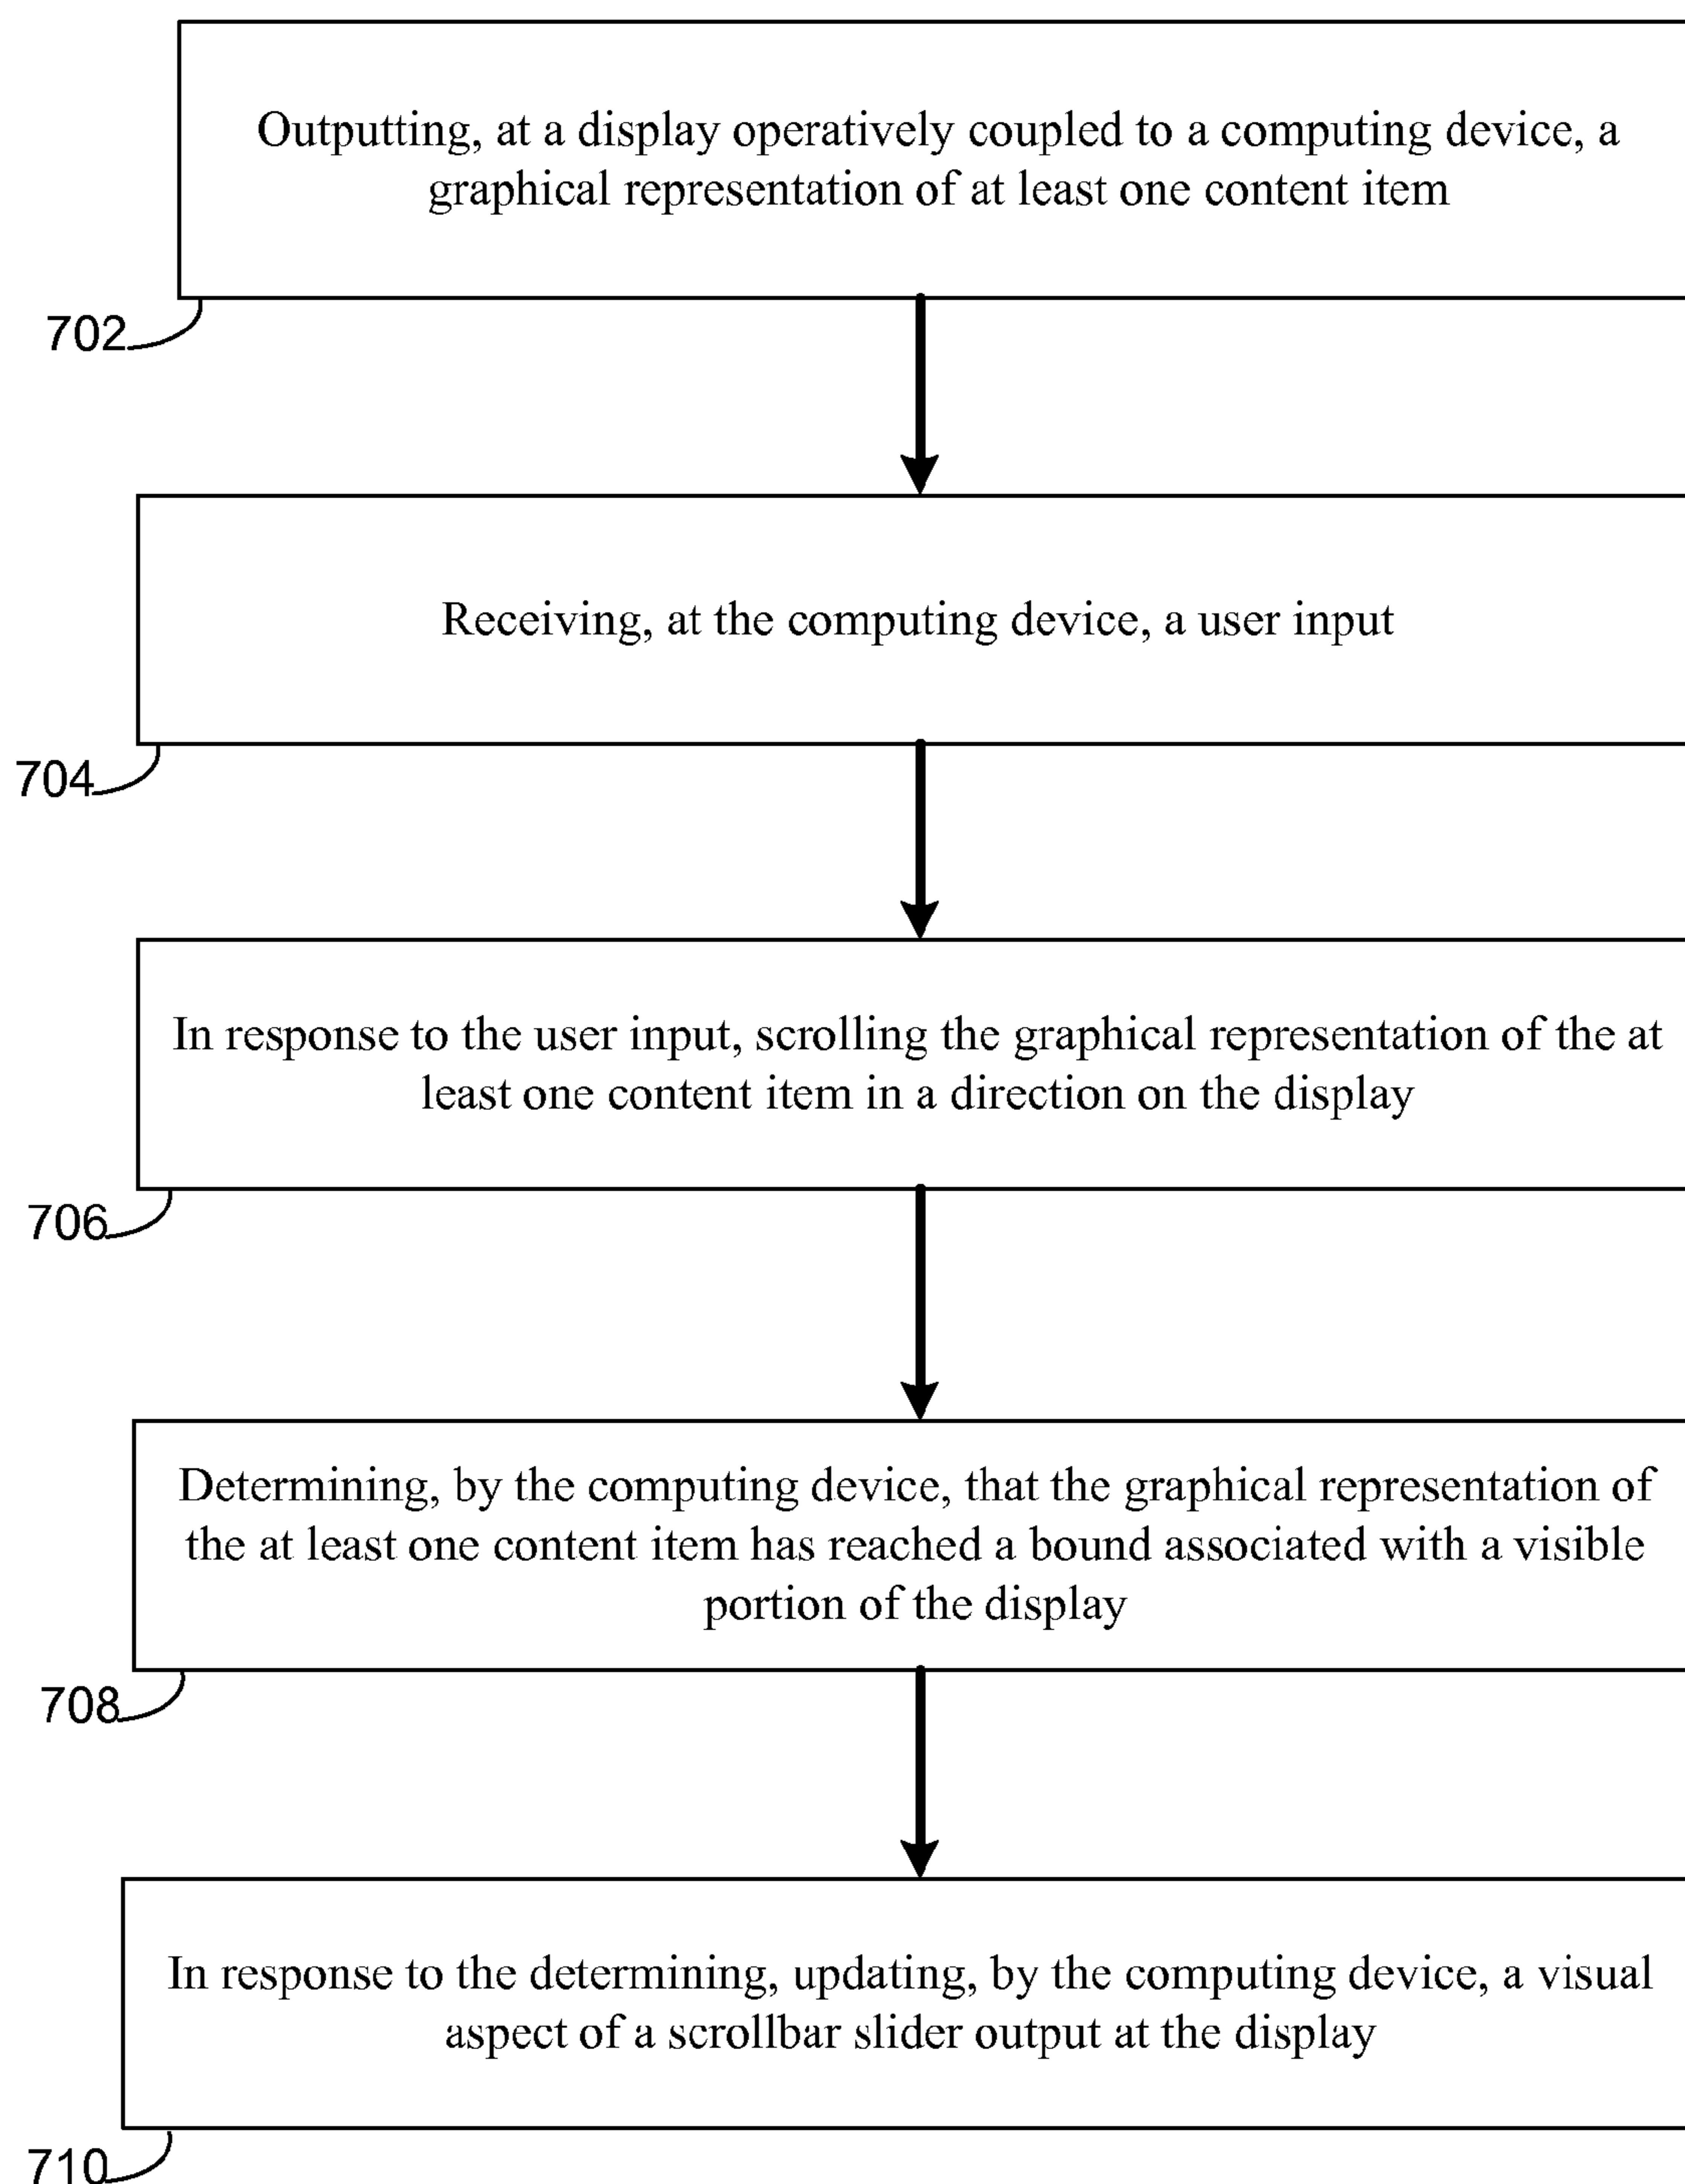 Outputting, at a display operatively coupled to a computing device, a
graphical representation of at least one content item
702
Receiving, at the computing device, a user input
704
In response to the user input, scrolling the graphical representation of the at
least one content item in a direction on the display
706
Determining, by the computing device, that the graphical representation of
the at least one content item has reached a bound associated with a visible
portion of the display
708
In response to the determining, updating, by the computing device, a visual
aspect of a scrollbar slider output at the display
710